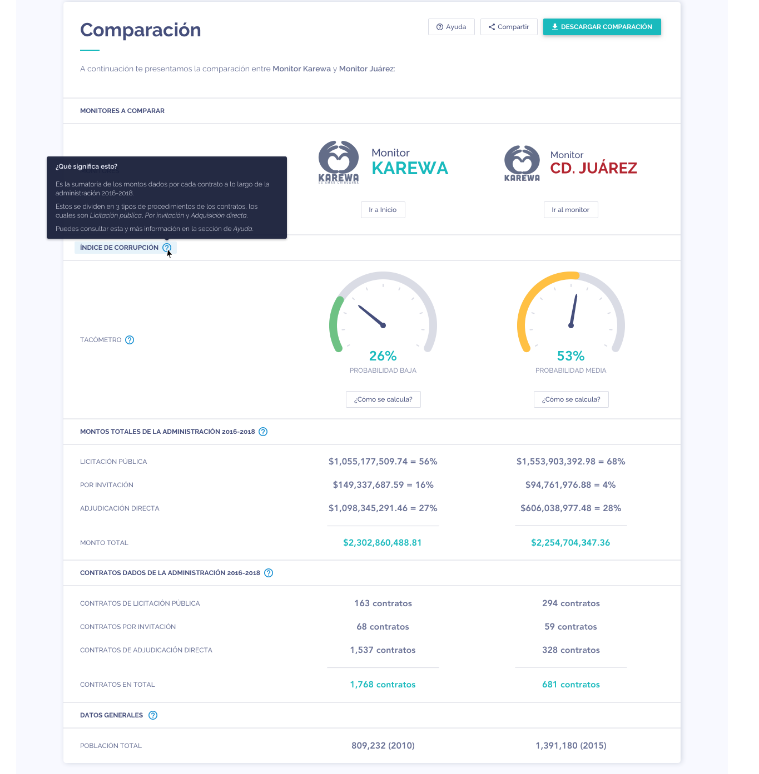 Comparación
Ayuda
Compartir
DESCARGAR COMPARACIÓN
A continuación te presentamos la comparación entre Monitor Karewa y Monitor Juárez:
MONITORES A COMPARAR
¿Qué significa esto?
Es la sumatoria de los montos dados por cada contrato a lo largo de la
administración 2016-2018.
Estos se dividen en 3 tipos de procedimientos de los contratos, los
cuales son Licitación pública, Por invitación y Adquisición directa.
Puedes consultar esta y más información en la sección de Ayuda.
KAREWA
Monitor
KAREWA
KAREWA
Monitor
CD. JUÁREZ
Ir a Inicio
Ir al monitor
ÍNDICE DE CORRUPCIÓN
TACÓMETRO
26%
PROBABILIDAD BAJA
¿Cómo se calcula?
53%
PROBABILIDAD MEDIA
¿Cómo se calcula?
MONTOS TOTALES DE LA ADMINISTRACIÓN 2016-2018
LICITACIÓN PÚBLICA $1,055,177,509.74 = 56% $1,553,903,392.98 = 68%
POR INVITACIÓN $149,337,687.59 = 16% $94,761,976.88 = 4%
ADJUDICACIÓN DIRECTA $1,098,345,291.46 = 27% $606,038,977.48 = 28%
MONTO TOTAL $2,302,860,488.81 $2,254,704,347.36
CONTRATOS DADOS DE LA ADMINISTRACIÓN 2016-2018
CONTRATOS DE LICITACIÓN PÚBLICA 163 contratos 294 contratos
CONTRATOS POR INVITACIÓN 68 contratos 59 contratos
CONTRATOS DE ADJUDICACIÓN DIRECTA 1,537 contratos 328 contratos
CONTRATOS EN TOTAL 1,768 contratos 681 contratos
DATOS GENERALES
POBLACIÓN TOTAL 809,232 (2010) 1,391,180 (2015)